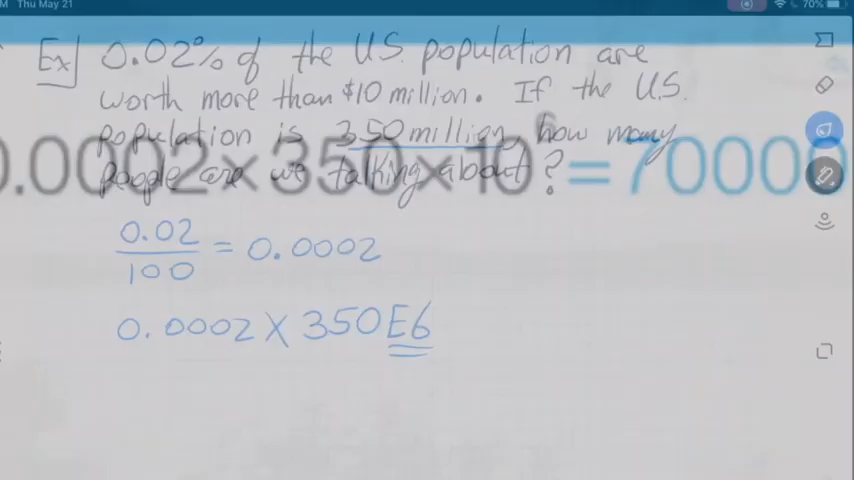 M Thu May 21
70%
Ex 0.02% of the U.S. population are
worth more than $10 million. If the U.S.
population is 350 million, how many
people are we talking about?
0.0002×350×10⁶=70000
0.02
100
= 0.0002
0.0002 X 350E6